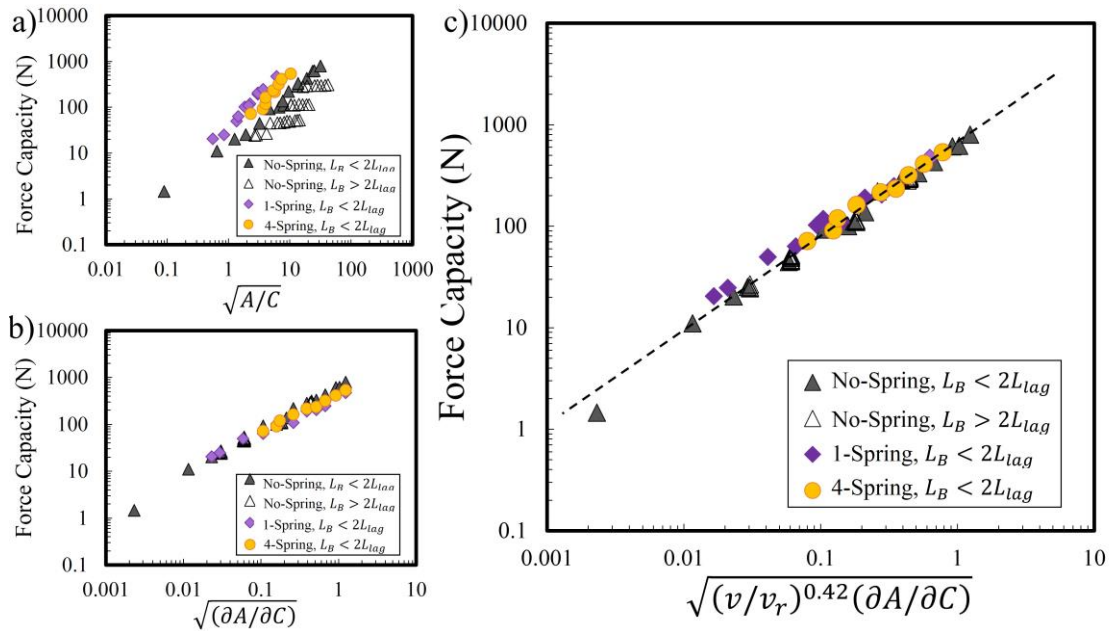 a)
Force Capacity (N)
10000
1000
100
10
1
0.1
No-Spring, L_B < 2L_lag
No-Spring, L_B > 2L_lag
1-Spring, L_B < 2L_lag
4-Spring, L_B < 2L_lag
0.01 0.1 1 10 100 1000
√A/C
b)
Force Capacity (N)
10000
1000
100
10
1
0.1
No-Spring, L_B < 2L_lag
No-Spring, L_B > 2L_lag
1-Spring, L_B < 2L_lag
4-Spring, L_B < 2L_lag
0.001 0.01 0.1 1 10
√(∂A/∂C)
c)
Force Capacity (N)
10000
1000
100
10
1
0.1
No-Spring, L_B < 2L_lag
No-Spring, L_B > 2L_lag
1-Spring, L_B < 2L_lag
4-Spring, L_B < 2L_lag
0.001 0.01 0.1 1 10
√(v/v_r)^0.42(∂A/∂C)